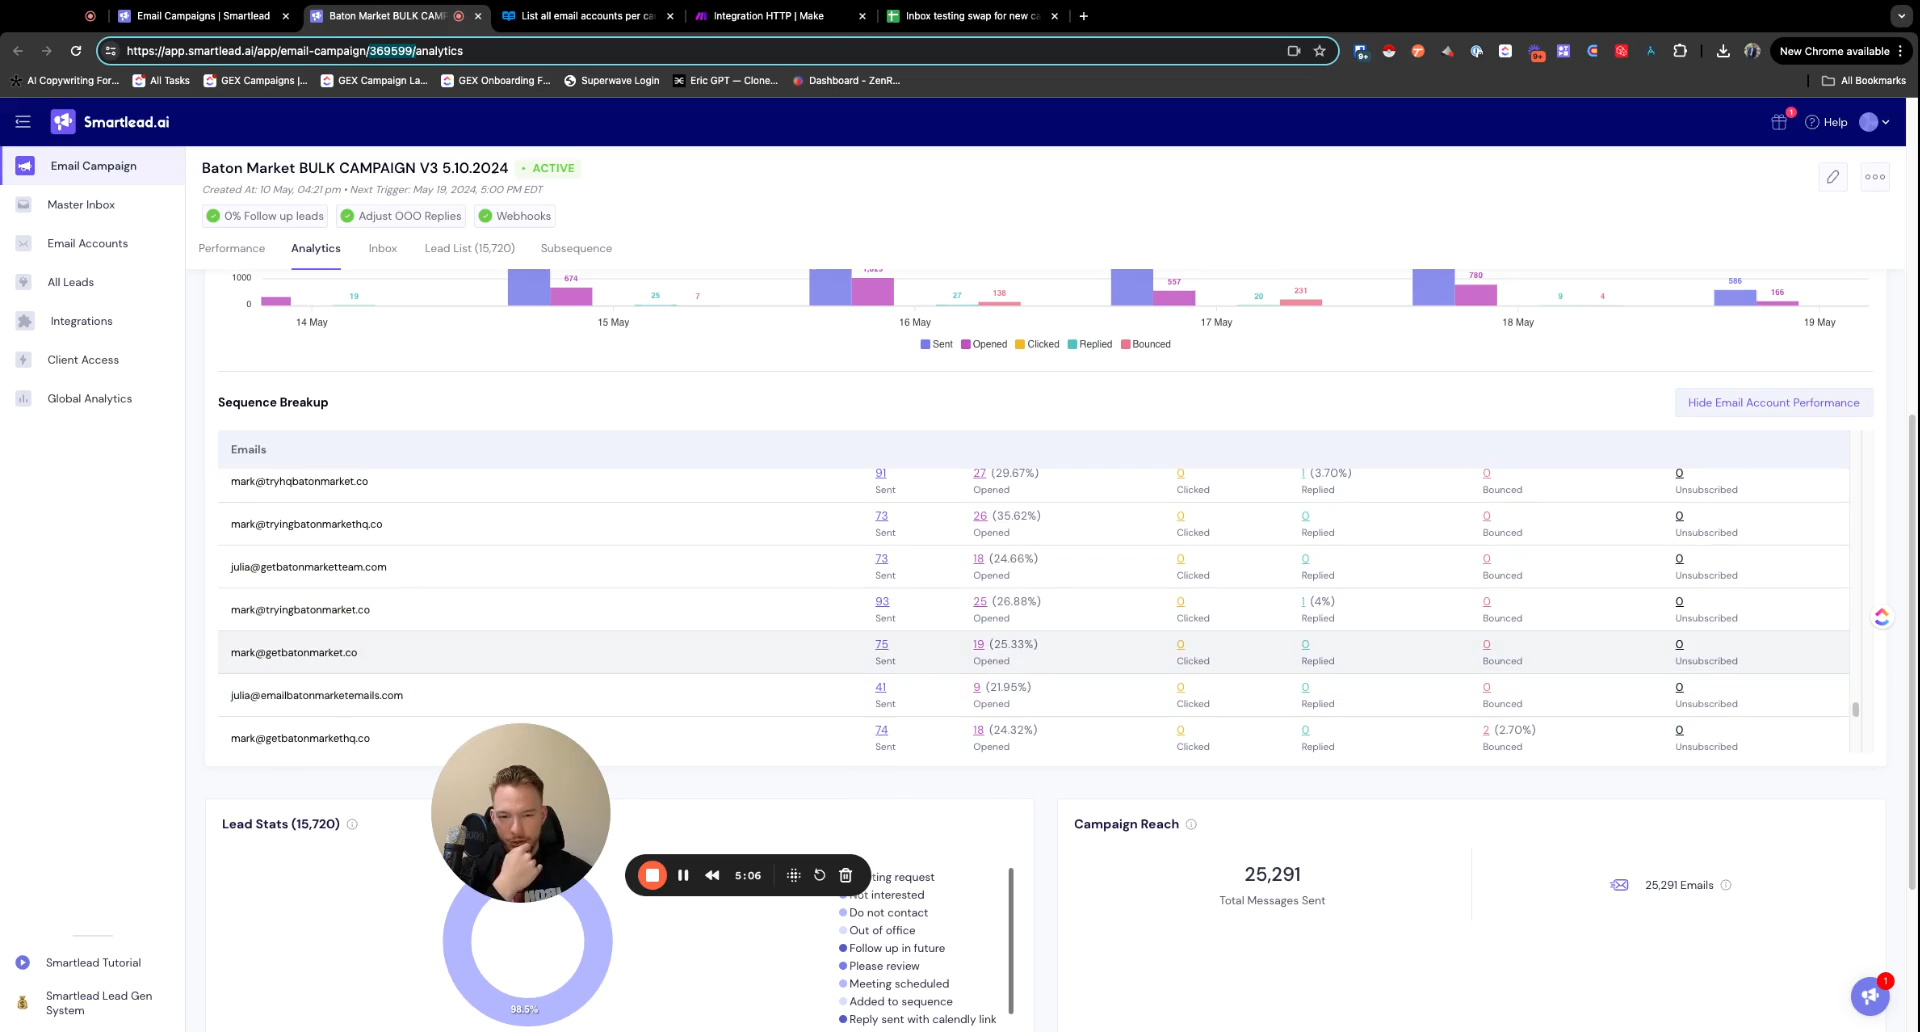 Email Campaigns | Smartlead
Baton Market BULK CAMP
List all email accounts per ca
Integration HTTP | Make
Inbox testing swap for new ca
https://app.smartlead.ai/app/email-campaign/369599/analytics
9+
9+
New Chrome available
AI Copywriting For...
All Tasks
GEX Campaigns |...
GEX Campaign La...
GEX Onboarding F...
Superwave Login
Eric GPT — Clone...
Dashboard - ZenR...
All Bookmarks
Smartlead.ai
1
Help
Email Campaign
Master Inbox
Email Accounts
All Leads
Integrations
Client Access
Global Analytics
Smartlead Tutorial
Smartlead Lead Gen
System
Baton Market BULK CAMPAIGN V3 5.10.2024
• ACTIVE
Created At: 10 May, 04:21 pm • Next Trigger: May 19, 2024, 5:00 PM EDT
0% Follow up leads
Adjust OOO Replies
Webhooks
Performance
Analytics
Inbox
Lead List (15,720)
Subsequence
1000
0
19
674
25
7
27
138
557
20
231
780
9
4
586
166
14 May
15 May
16 May
17 May
18 May
19 May
Sent
Opened
Clicked
Replied
Bounced
Sequence Breakup
Hide Email Account Performance
Emails
mark@tryhqbatonmarket.co
91
27 (29.67%)
0
1 (3.70%)
0
0
Sent
Opened
Clicked
Replied
Bounced
Unsubscribed
mark@tryingbatonmarkethq.co
73
26 (35.62%)
0
0
0
0
Sent
Opened
Clicked
Replied
Bounced
Unsubscribed
julia@getbatonmarketteam.com
73
18 (24.66%)
0
0
0
0
Sent
Opened
Clicked
Replied
Bounced
Unsubscribed
mark@tryingbatonmarket.co
93
25 (26.88%)
0
1 (4%)
0
0
Sent
Opened
Clicked
Replied
Bounced
Unsubscribed
mark@getbatonmarket.co
75
19 (25.33%)
0
0
0
0
Sent
Opened
Clicked
Replied
Bounced
Unsubscribed
julia@emailbatonmarketemails.com
41
9 (21.95%)
0
0
0
0
Sent
Opened
Clicked
Replied
Bounced
Unsubscribed
mark@getbatonmarkethq.co
74
18 (24.32%)
0
0
2 (2.70%)
0
Sent
Opened
Clicked
Replied
Bounced
Unsubscribed
Lead Stats (15,720)
5:06
ting request
Not interested
Do not contact
Out of office
Follow up in future
Please review
Meeting scheduled
Added to sequence
Reply sent with calendly link
98.5%
Campaign Reach
25,291
Total Messages Sent
25,291 Emails
1